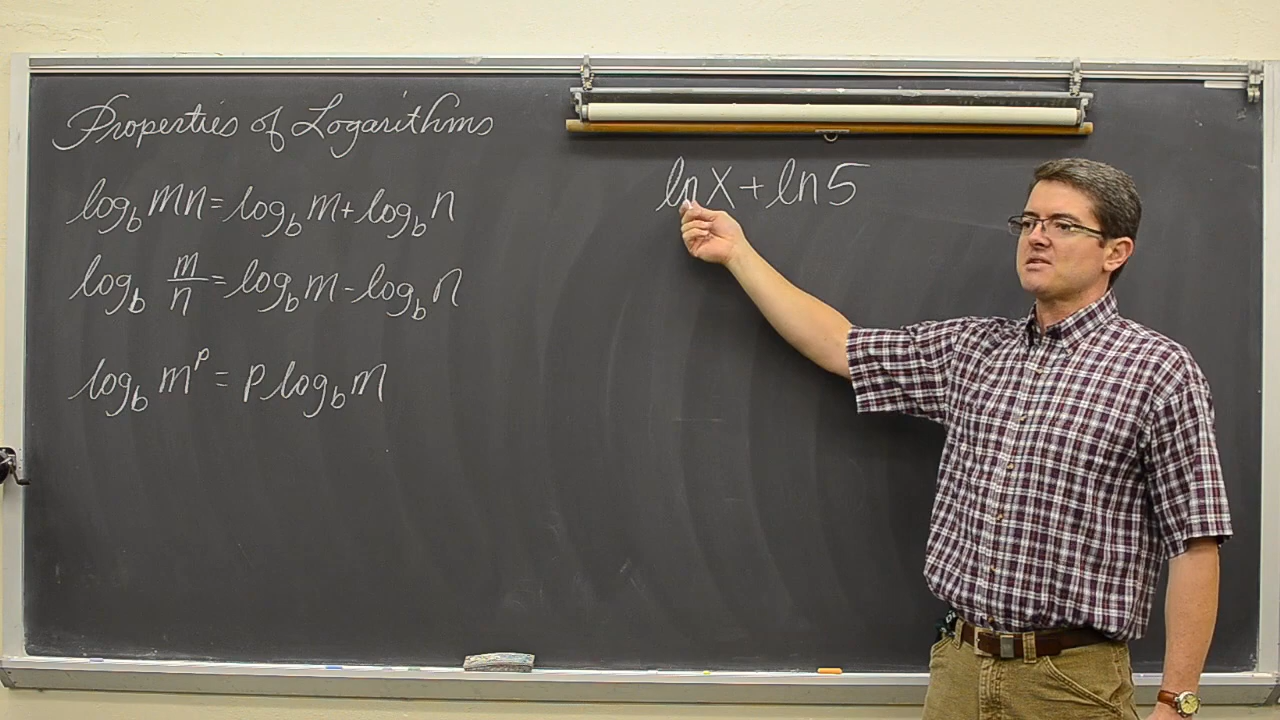 Properties of Logarithms
log_b mn = log_b m + log_b n
log_b m/n = log_b m - log_b n
log_b m^p = p log_b m
ln x + ln 5